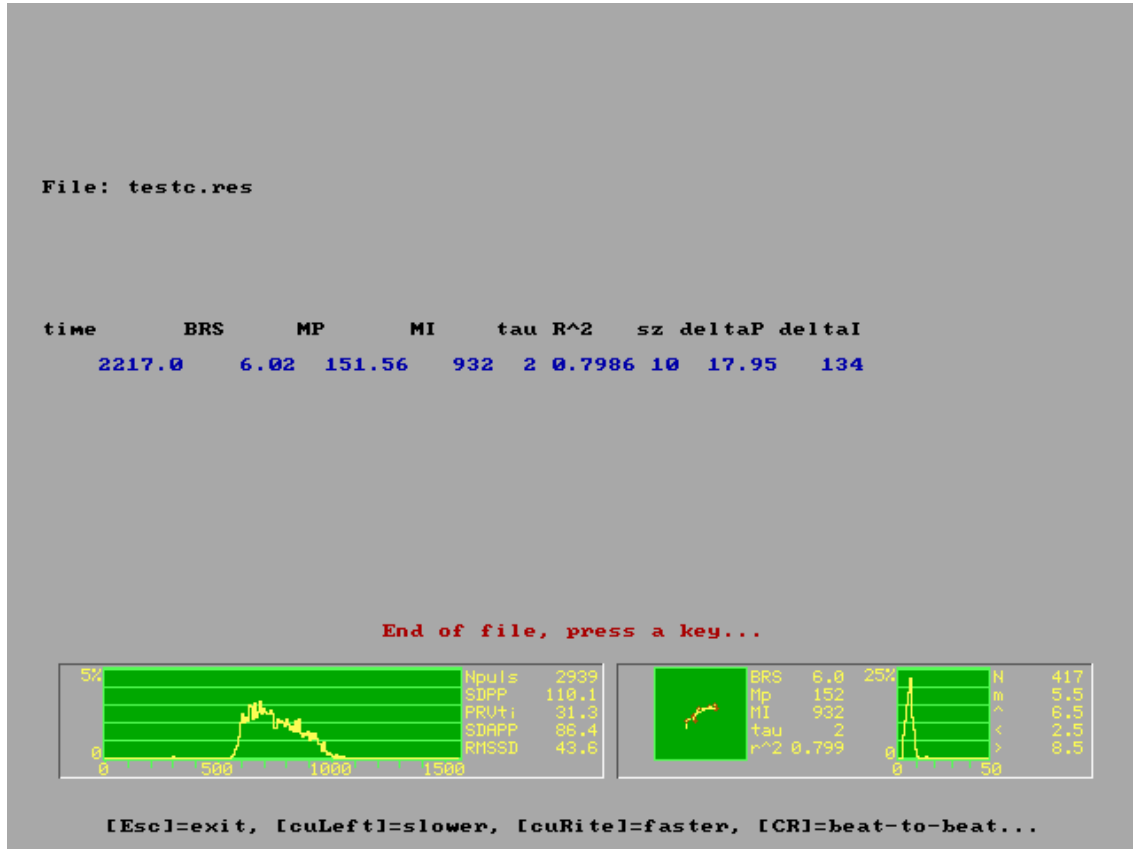 File: testc.res
time BRS MP MI tau R^2 sz deltaP deltaI
2217.0 6.02 151.56 932 2 0.7986 10 17.95 134
End of file, press a key...
5%
0
0 500 1000 1500
Npuls 2939
SDPP 110.1
PRVti 31.3
SDAPP 86.4
RMSSD 43.6
BRS 6.0
Mp 152
MI 932
tau 2
r^2 0.799
25%
0
0 50
N 417
m 5.5
^ 6.5
< 2.5
> 8.5
[Esc]=exit, [cuLeft]=slower, [cuRite]=faster, [CR]=beat-to-beat...